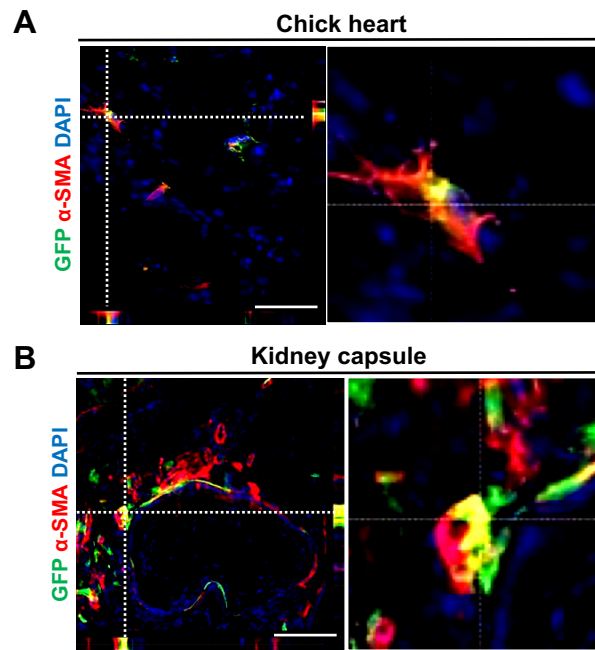 A
Chick heart
GFP α-SMA DAPI
B
Kidney capsule
GFP α-SMA DAPI